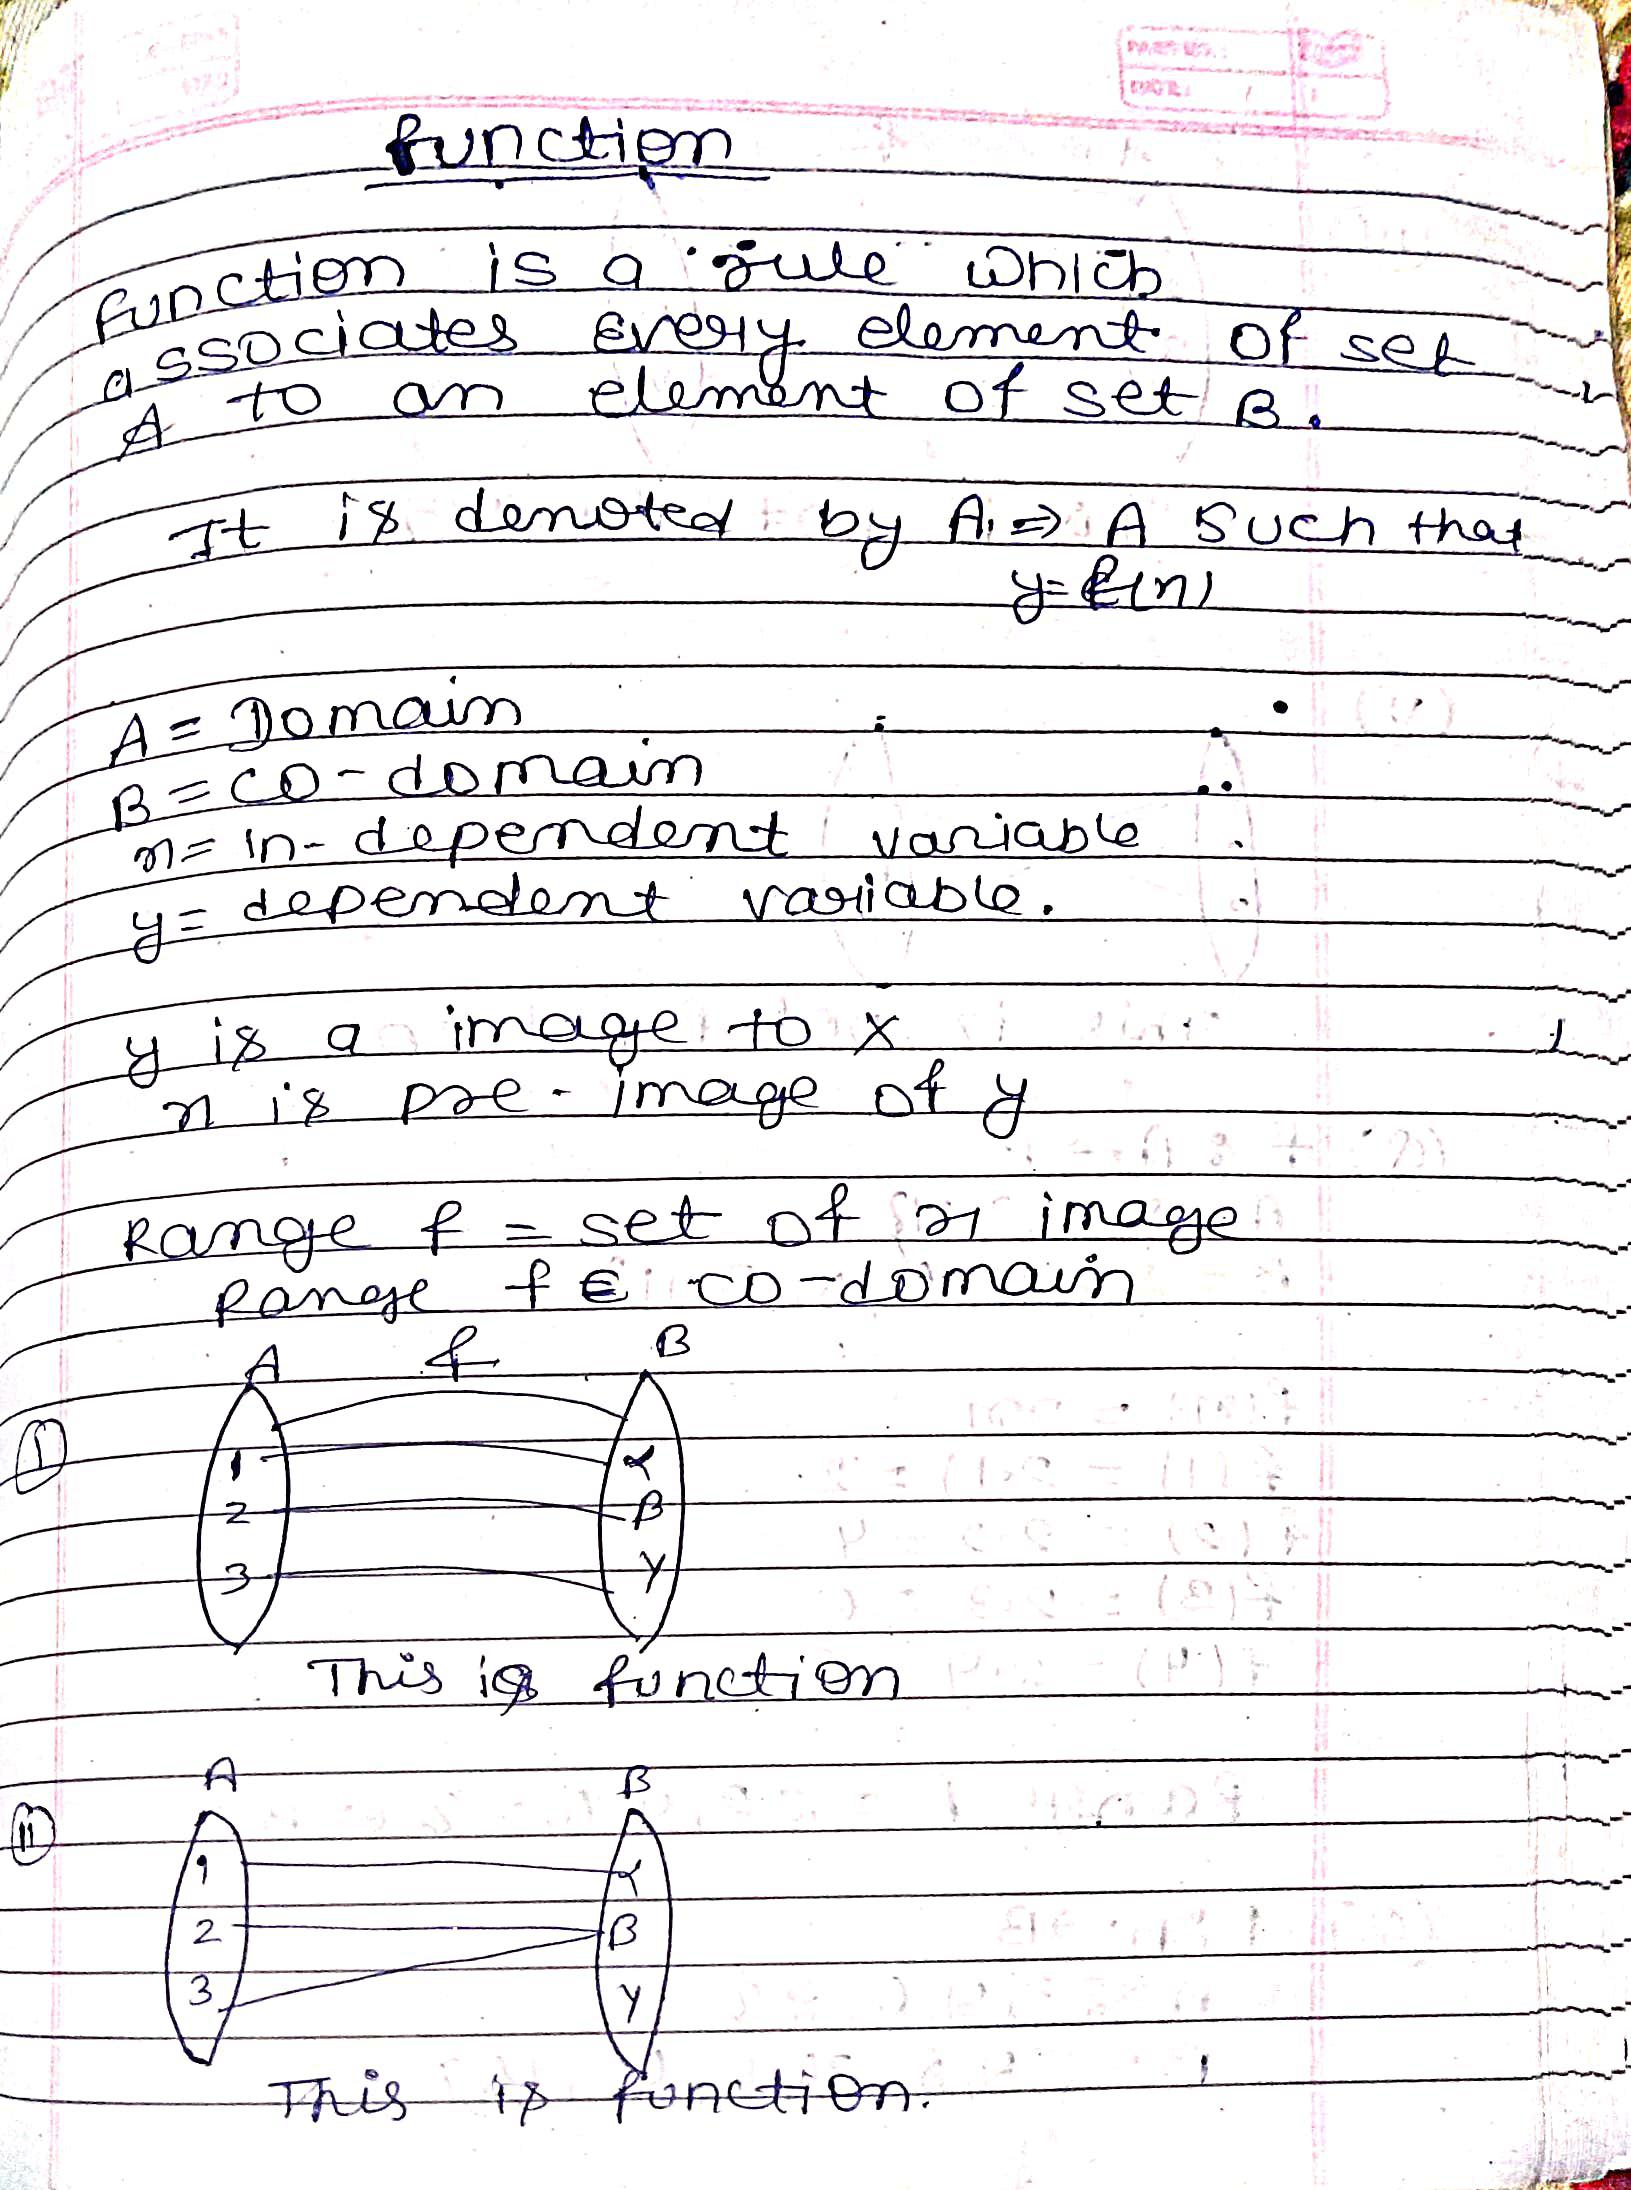 function
function is a rule which
associates every element of set
A to an element of set B.
It is denoted by A ⇒ A such that
y = f(n)
A = Domain
B = co-domain
n = in-dependent variable
y = dependent variable.
y is a image to x
n is pre-image of y
Range f = set of image
Range f ∈ co-domain
A f B
(I)
1 α
2 β
3 γ
This is function
A B
(II)
1 α
2 β
3 γ
This is function.